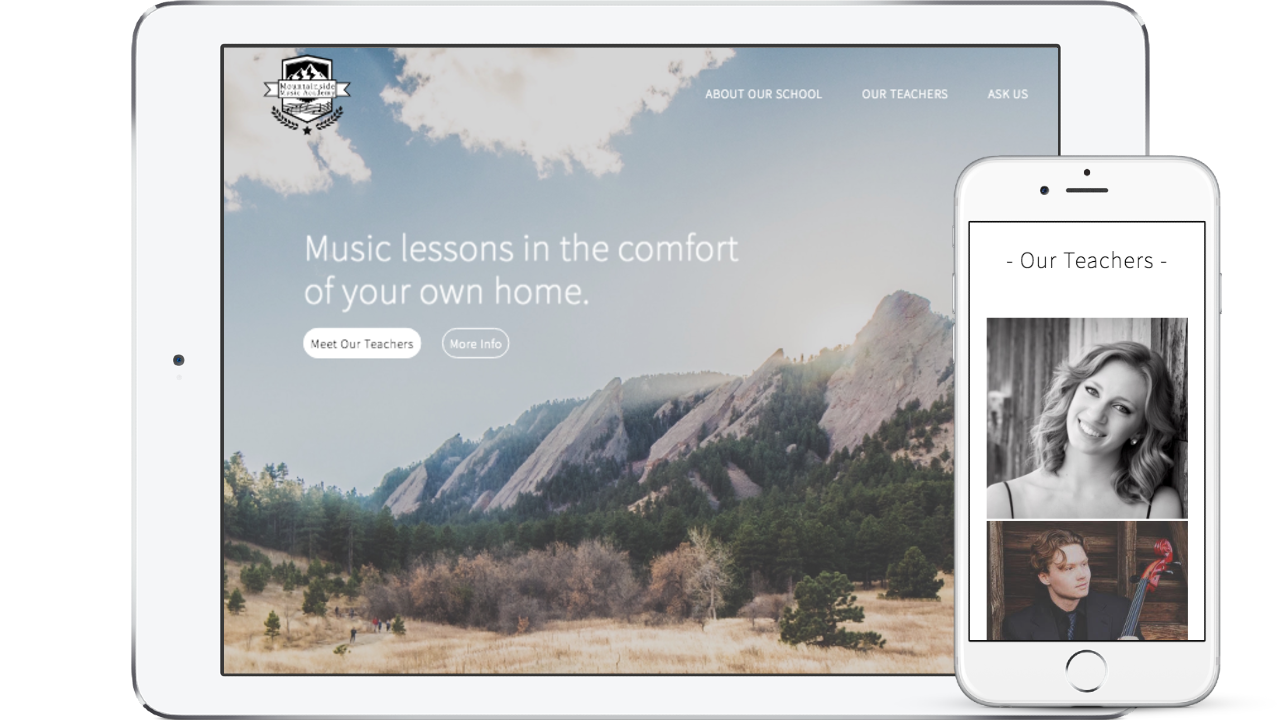 Mountainside
Music Academy
ABOUT OUR SCHOOL OUR TEACHERS ASK US
Music lessons in the comfort
of your own home.
Meet Our Teachers More Info
- Our Teachers -